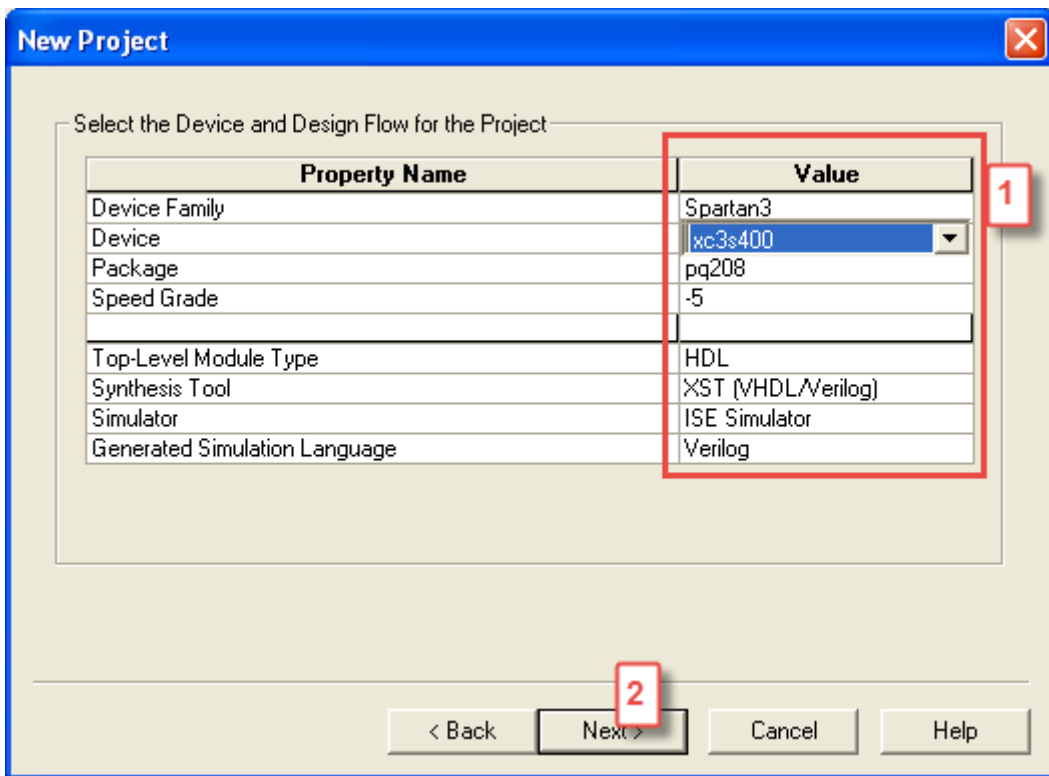 New Project
Select the Device and Design Flow for the Project
Property Name Value
Device Family Spartan3
Device xc3s400
Package pq208
Speed Grade -5
Top-Level Module Type HDL
Synthesis Tool XST (VHDL/Verilog)
Simulator ISE Simulator
Generated Simulation Language Verilog
1
2
< Back Next > Cancel Help